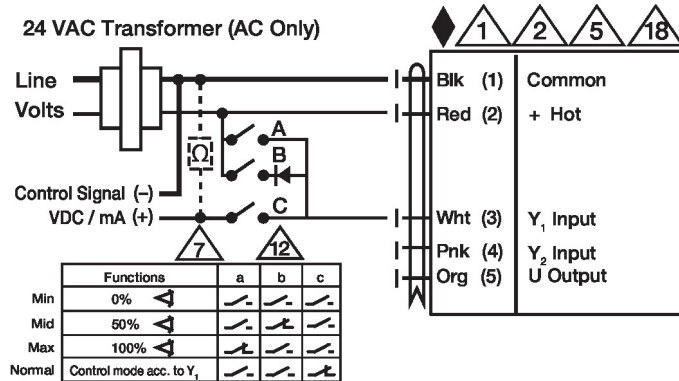 24 VAC Transformer (AC Only)
1 2 5 18
Line
Volts
Blk (1) Common
Red (2) + Hot
A
B
C
Ω
Control Signal (–)
VDC / mA (+)
Wht (3) Y₁ Input
Pnk (4) Y₂ Input
Org (5) U Output
7 12
Functions a b c
Min 0%
Mid 50%
Max 100%
Normal Control mode acc. to Y₁